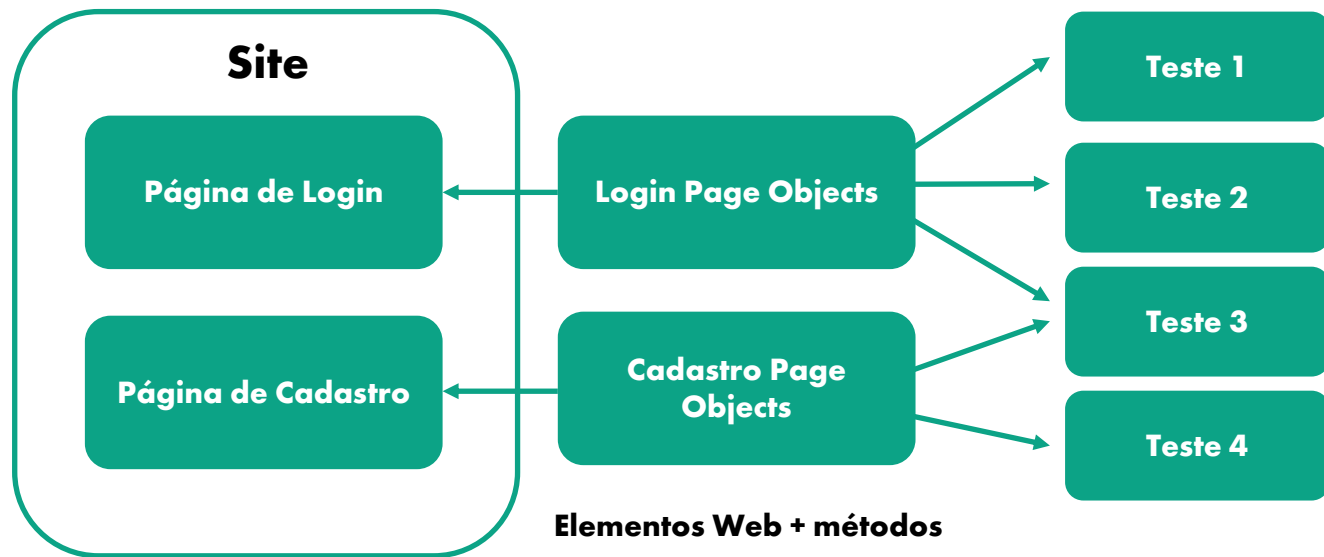 Site
Página de Login
Página de Cadastro
Login Page Objects
Cadastro Page
Objects
Elementos Web + métodos
Teste 1
Teste 2
Teste 3
Teste 4